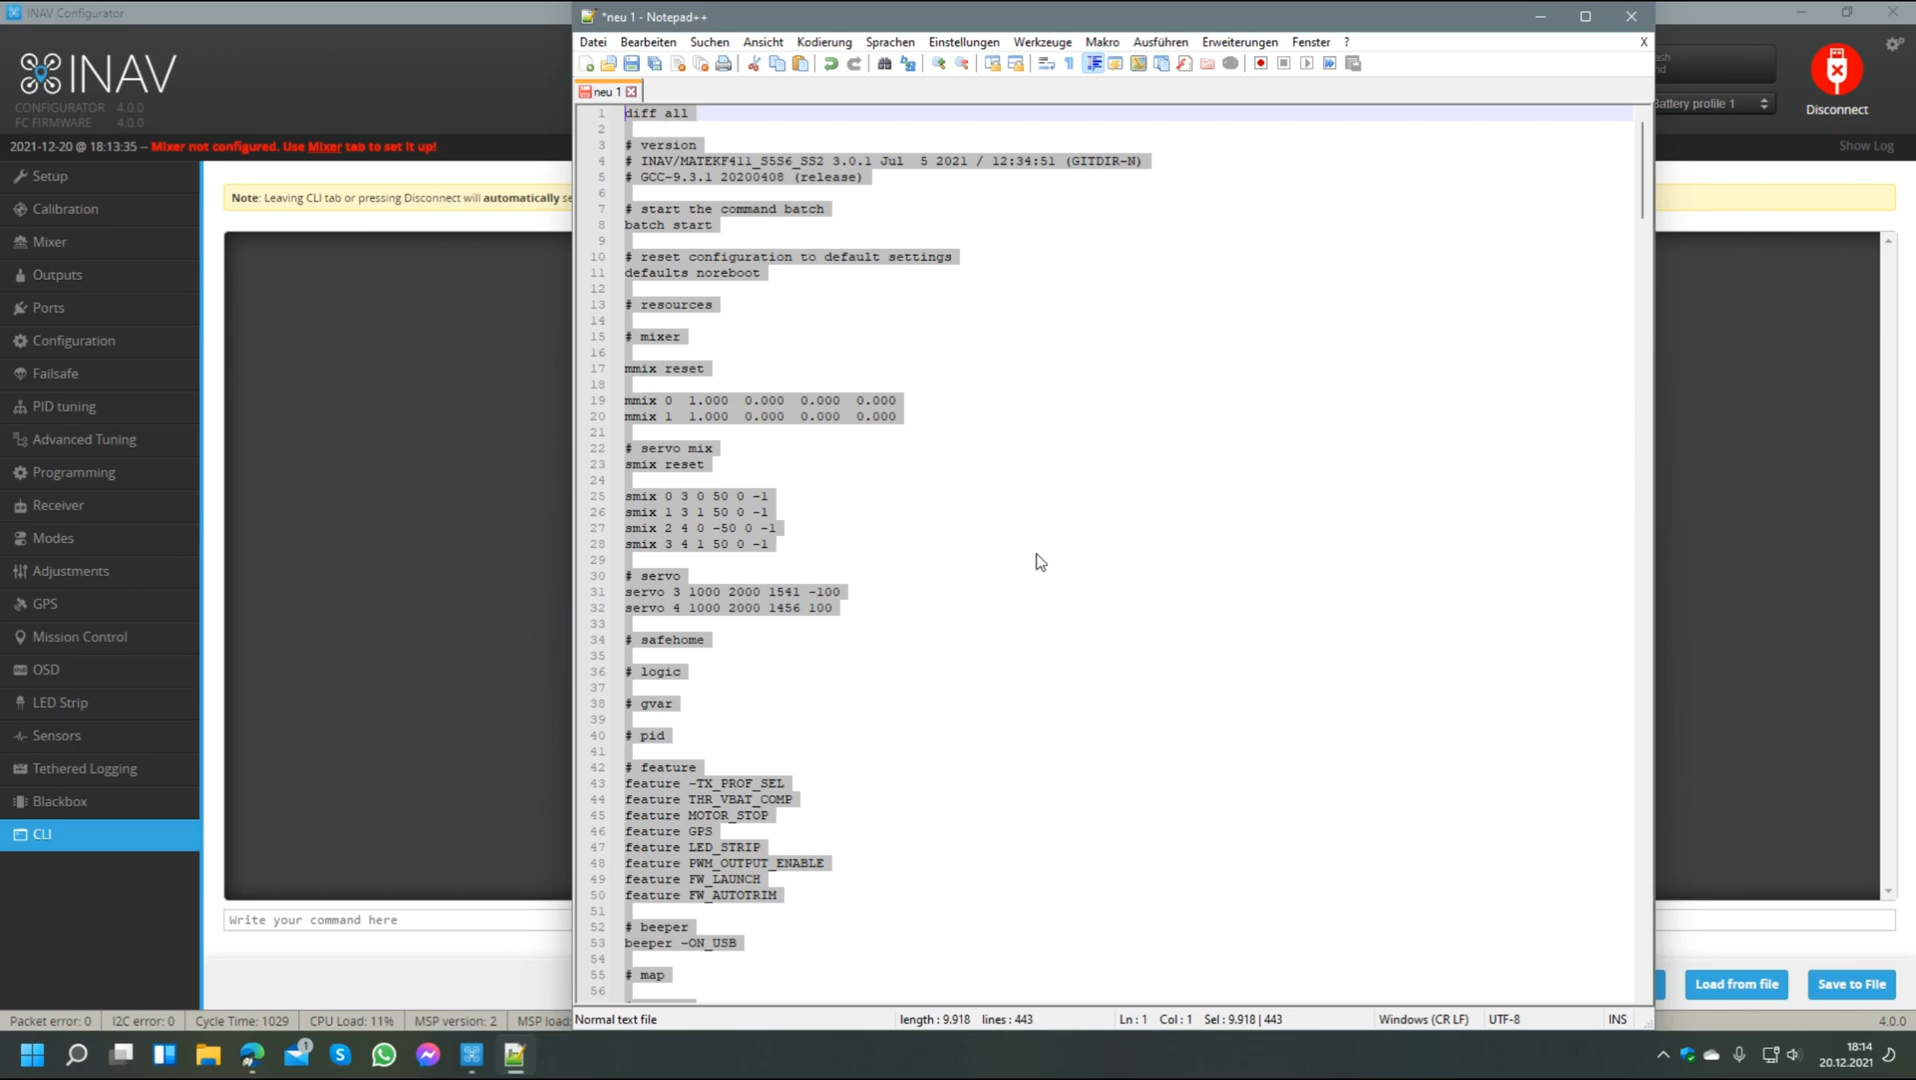 INAV Configurator
INAV
CONFIGURATOR 4.0.0
FC FIRMWARE 4.0.0
2021-12-20 @ 18:13:35 -- Mixer not configured. Use Mixer tab to set it up!
Setup
Calibration
Mixer
Outputs
Ports
Configuration
Failsafe
PID tuning
Advanced Tuning
Programming
Receiver
Modes
Adjustments
GPS
Mission Control
OSD
LED Strip
Sensors
Tethered Logging
Blackbox
CLI
Note: Leaving CLI tab or pressing Disconnect will automatically
Write your command here
*neu 1 - Notepad++
Datei Bearbeiten Suchen Ansicht Kodierung Sprachen Einstellungen Werkzeuge Makro Ausführen Erweiterungen Fenster ? X
neu 1
1 diff all
2
3 # version
4 # INAV/MATEKF411_S5S6_SS2 3.0.1 Jul 5 2021 / 12:34:51 (GITDIR-N)
5 # GCC-9.3.1 20200408 (release)
6
7 # start the command batch
8 batch start
9
10 # reset configuration to default settings
11 defaults noreboot
12
13 # resources
14
15 # mixer
16
17 mmix reset
18
19 mmix 0 1.000 0.000 0.000 0.000
20 mmix 1 1.000 0.000 0.000 0.000
21
22 # servo mix
23 smix reset
24
25 smix 0 3 0 50 0 -1
26 smix 1 3 1 50 0 -1
27 smix 2 4 0 -50 0 -1
28 smix 3 4 1 50 0 -1
29
30 # servo
31 servo 3 1000 2000 1541 -100
32 servo 4 1000 2000 1456 100
33
34 # safehome
35
36 # logic
37
38 # gvar
39
40 # pid
41
42 # feature
43 feature -TX_PROF_SEL
44 feature THR_VBAT_COMP
45 feature MOTOR_STOP
46 feature GPS
47 feature LED_STRIP
48 feature PWM_OUTPUT_ENABLE
49 feature FW_LAUNCH
50 feature FW_AUTOTRIM
51
52 # beeper
53 beeper -ON_USB
54
55 # map
56
Normal text file length : 9.918 lines : 443 Ln : 1 Col : 1 Sel : 9.918 | 443 Windows (CR LF) UTF-8 INS
Battery profile 1
Disconnect
Show Log
Load from file
Save to File
Packet error: 0 I2C error: 0 Cycle Time: 1029 CPU Load: 11% MSP version: 2 MSP load:
4.0.0
1
18:14
20.12.2021